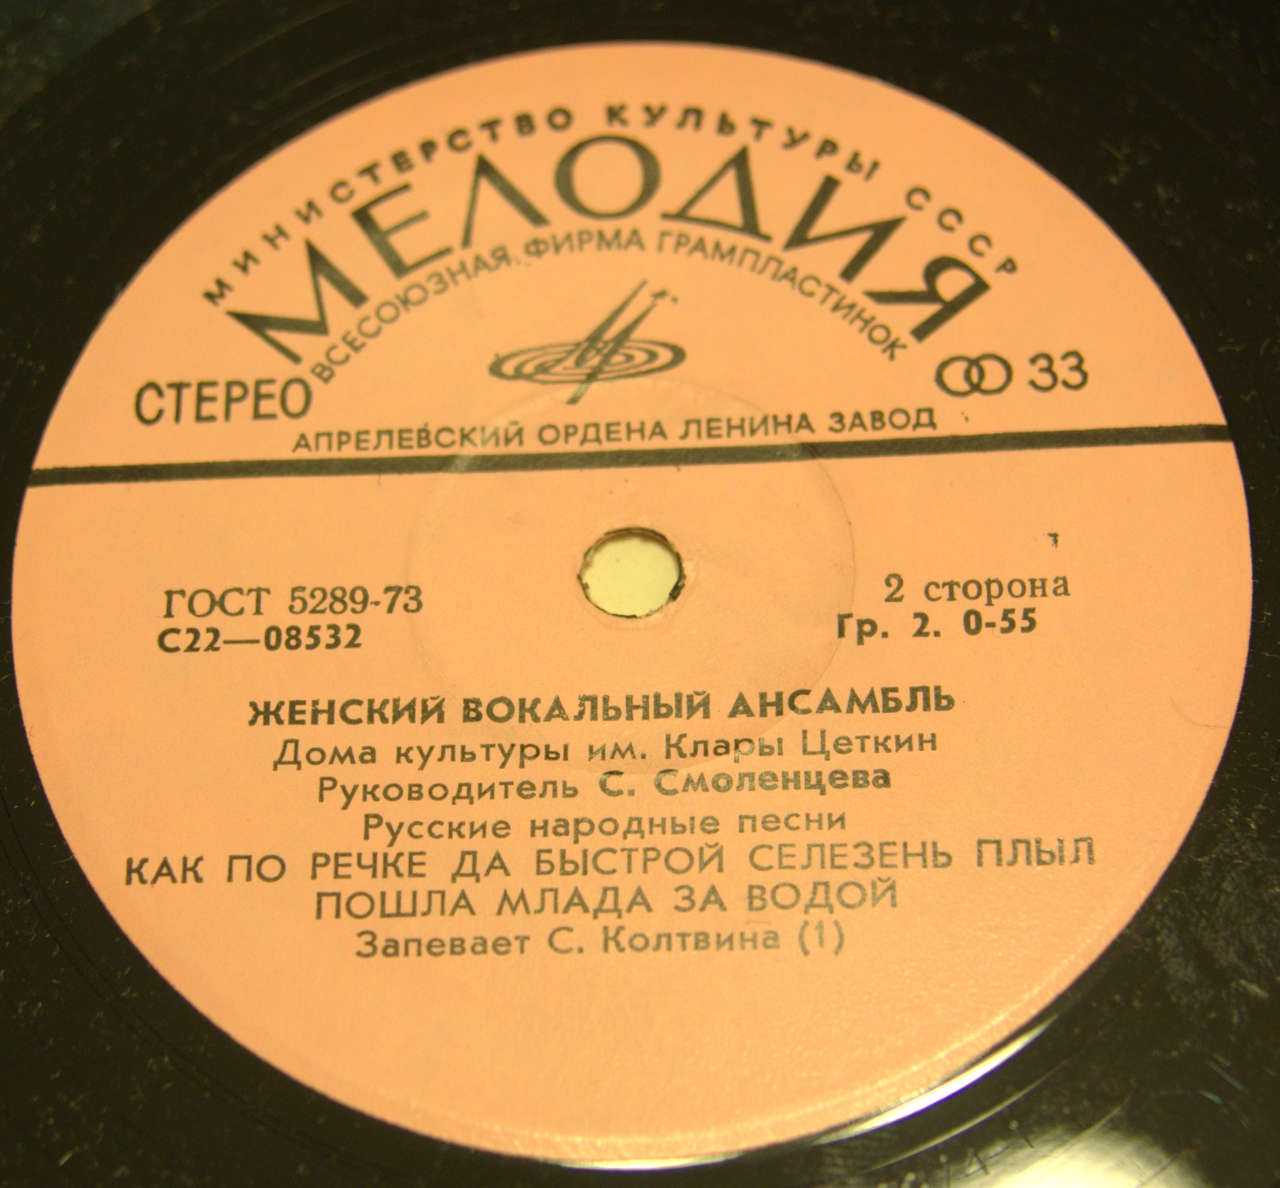 МИНИСТЕРСТВО КУЛЬТУРЫ СССР
МЕЛОДИЯ
ВСЕСОЮЗНАЯ ФИРМА ГРАМПЛАСТИНОК
СТЕРЕО
33
АПРЕЛЕВСКИЙ ОРДЕНА ЛЕНИНА ЗАВОД
ГОСТ 5289-73
2 сторона
С22—08532
Гр. 2. 0-55
ЖЕНСКИЙ ВОКАЛЬНЫЙ АНСАМБЛЬ
Дома культуры им. Клары Цеткин
Руководитель С. Смоленцева
Русские народные песни
КАК ПО РЕЧКЕ ДА БЫСТРОЙ СЕЛЕЗЕНЬ ПЛЫЛ
ПОШЛА МЛАДА ЗА ВОДОЙ
Запевает С. Колтвина (1)